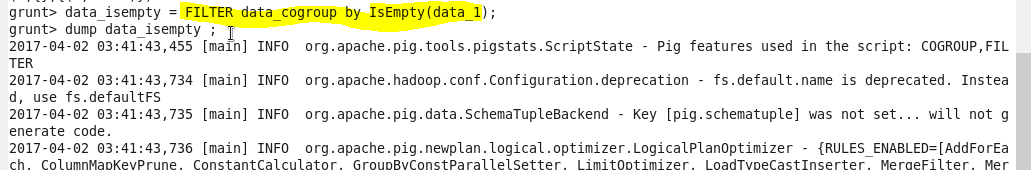 grunt> data_isempty = FILTER data_cogroup by IsEmpty(data_1);
grunt> dump data_isempty ;
2017-04-02 03:41:43,455 [main] INFO  org.apache.pig.tools.pigstats.ScriptState - Pig features used in the script: COGROUP,FIL
TER
2017-04-02 03:41:43,734 [main] INFO  org.apache.hadoop.conf.Configuration.deprecation - fs.default.name is deprecated. Instea
d, use fs.defaultFS
2017-04-02 03:41:43,735 [main] INFO  org.apache.pig.data.SchemaTupleBackend - Key [pig.schematuple] was not set... will not g
enerate code.
2017-04-02 03:41:43,736 [main] INFO  org.apache.pig.newplan.logical.optimizer.LogicalPlanOptimizer - {RULES_ENABLED=[AddForEa
ch, ColumnMapKeyPrune, ConstantCalculator, GroupByConstParallelSetter, LimitOptimizer, LoadTypeCastInserter, MergeFilter, Mer